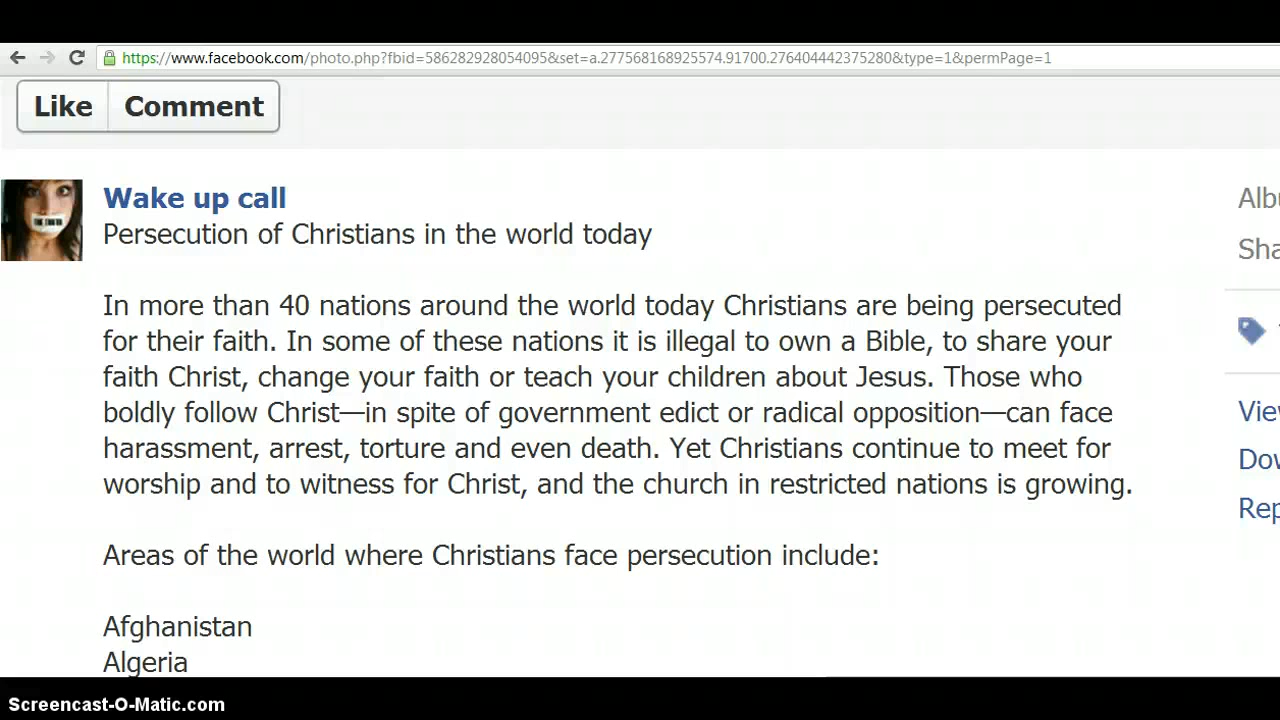 https://www.facebook.com/photo.php?fbid=586282928054095&set=a.277568168925574.91700.276404442375280&type=1&permPage=1
Like Comment
Wake up call
Persecution of Christians in the world today
In more than 40 nations around the world today Christians are being persecuted
for their faith. In some of these nations it is illegal to own a Bible, to share your
faith Christ, change your faith or teach your children about Jesus. Those who
boldly follow Christ—in spite of government edict or radical opposition—can face
harassment, arrest, torture and even death. Yet Christians continue to meet for
worship and to witness for Christ, and the church in restricted nations is growing.
Areas of the world where Christians face persecution include:
Afghanistan
Algeria
Screencast-O-Matic.com